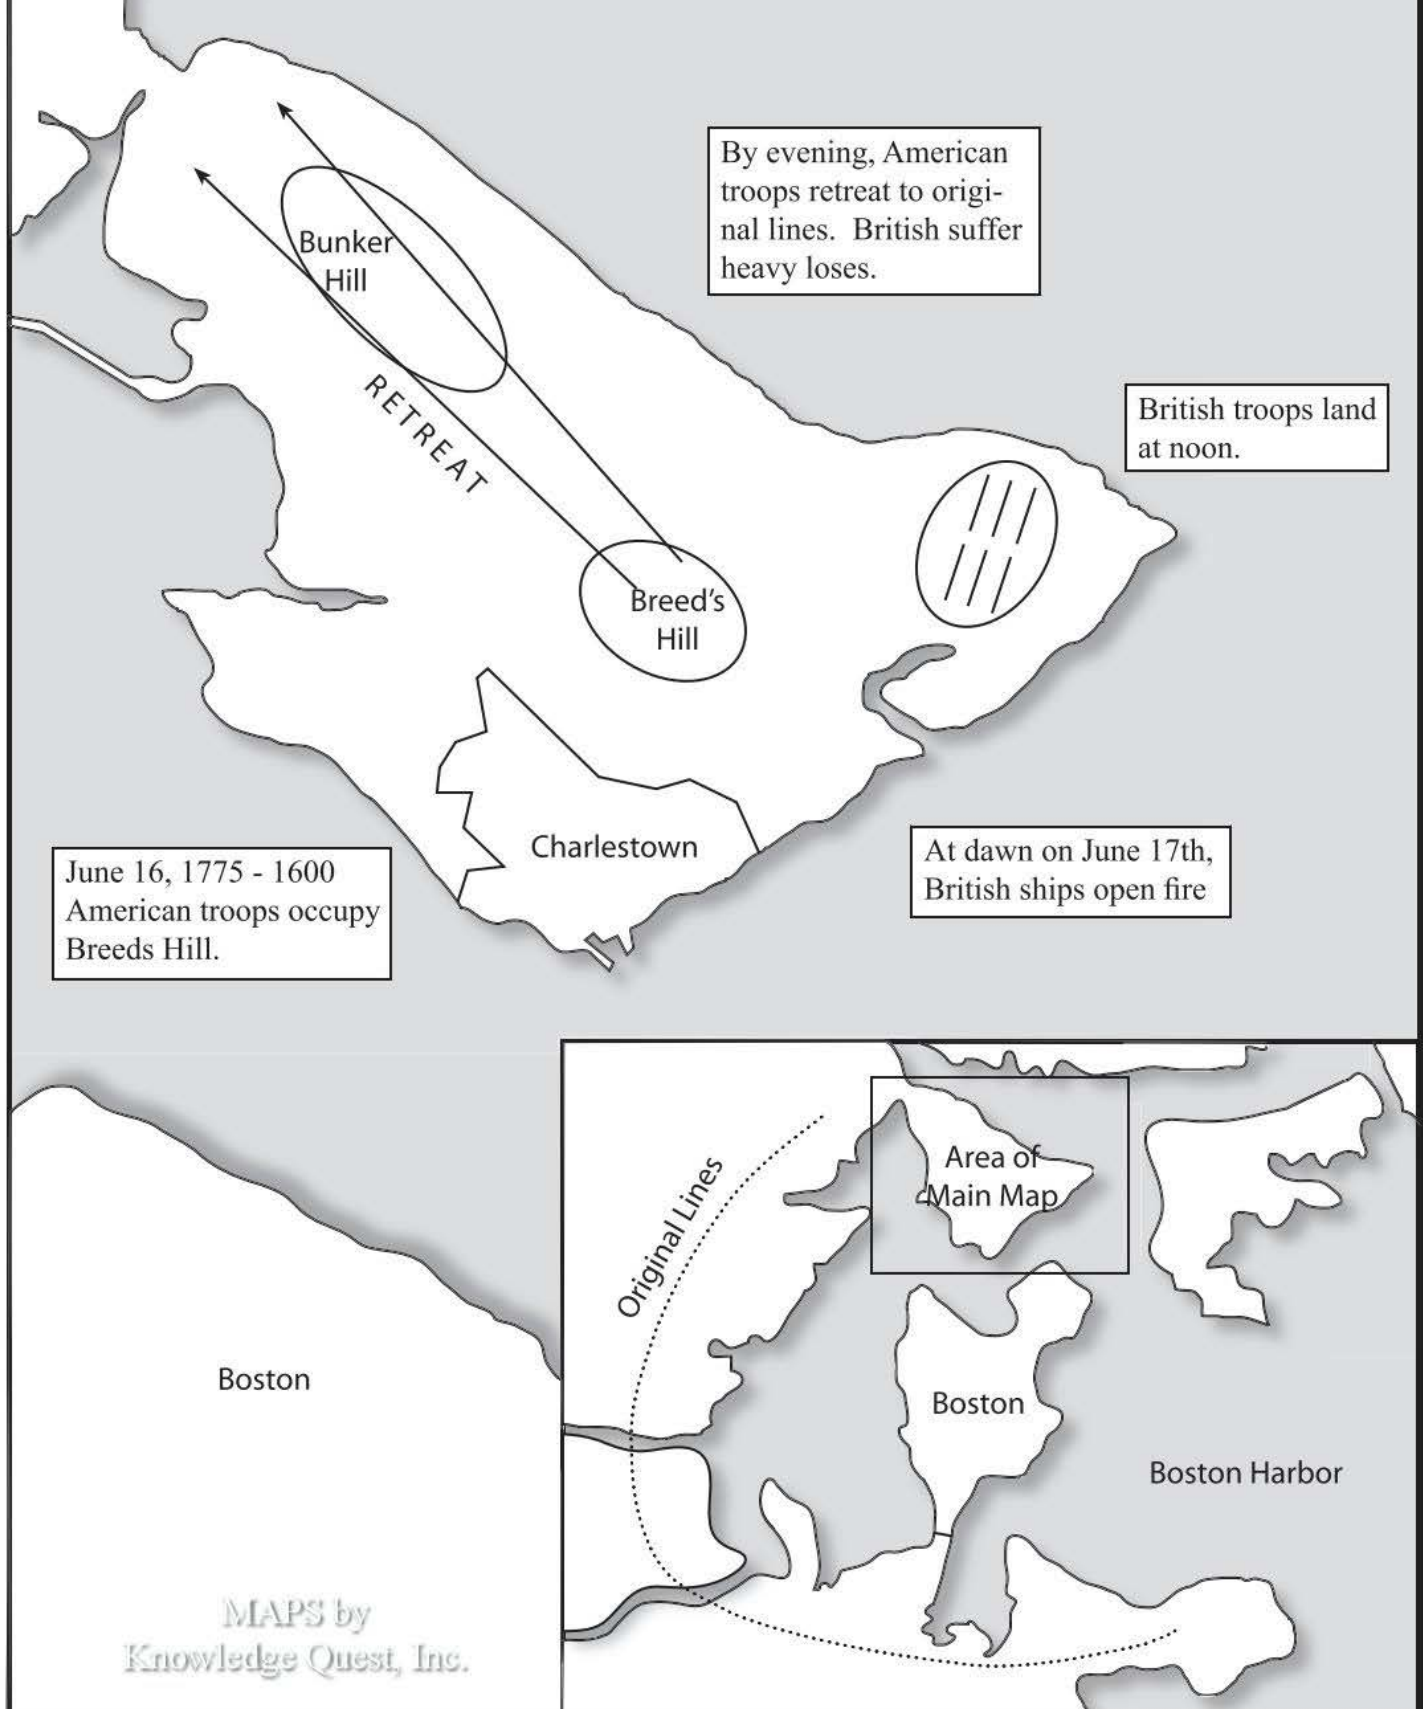 By evening, American
troops retreat to origi-
nal lines.  British suffer
heavy loses.
Bunker
Hill
RETREAT
British troops land
at noon.
Breed's
Hill
Charlestown
At dawn on June 17th,
British ships open fire
June 16, 1775 - 1600
American troops occupy
Breeds Hill.
Boston
MAPS by
Knowledge Quest, Inc.
Area of
Main Map
Original Lines
Boston
Boston Harbor